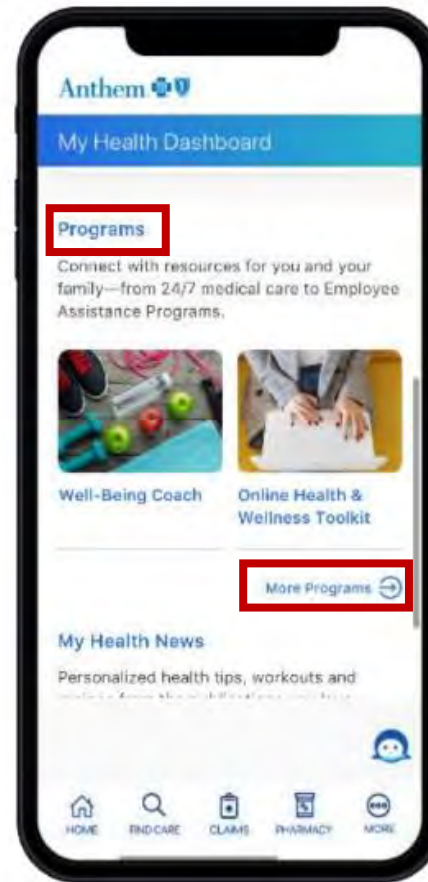 Anthem
My Health Dashboard
Programs
Connect with resources for you and your
family—from 24/7 medical care to Employee
Assistance Programs.
Well-Being Coach
Online Health &
Wellness Toolkit
More Programs
My Health News
Personalized health tips, workouts and
HOME
FIND CARE
CLAIMS
PHARMACY
MORE